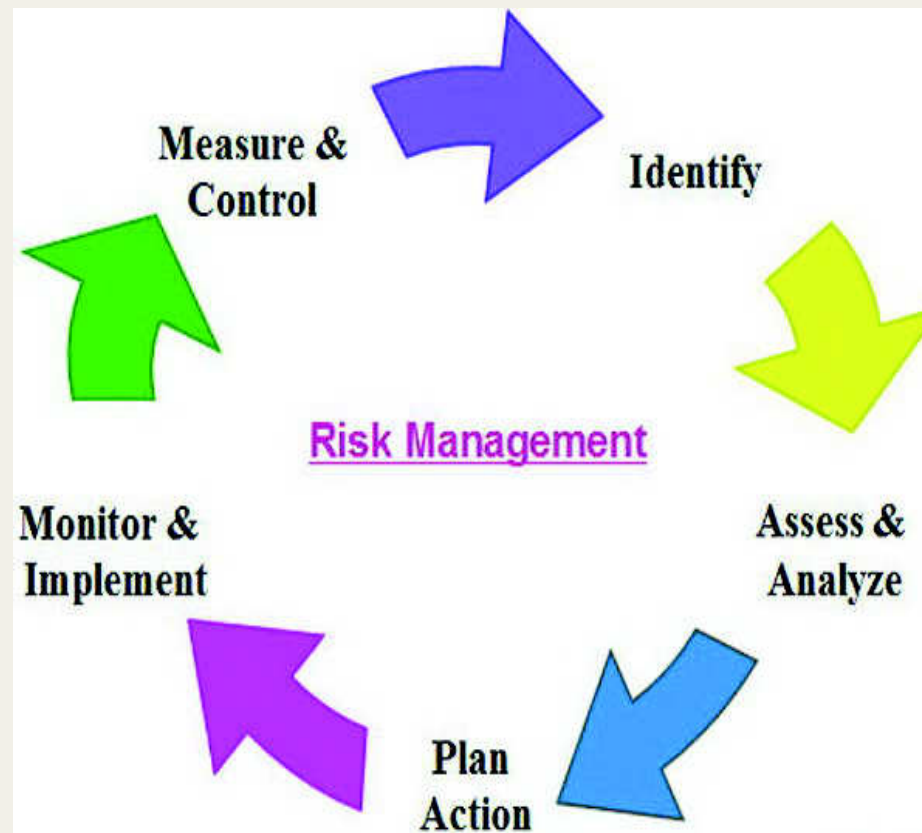 Measure &
Control
Identify
Risk Management
Monitor &
Implement
Assess &
Analyze
Plan
Action